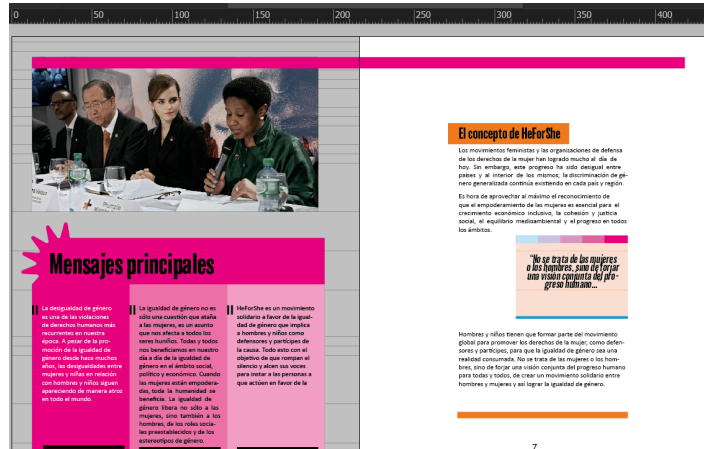 0 50 100 150 200 250 300 350 400
Mensajes principales
La desigualdad de género
es una de las violaciones
de derechos humanos más
recurrentes en nuestra
época. A pesar de la pro-
moción de la igualdad de
género desde hace muchos
años, las desigualdades entre
mujeres y niñas en relación
con hombres y niños siguen
apareciendo de manera atroz
en todo el mundo.
La igualdad de género no es
sólo una cuestión que ataña
a las mujeres, es un asunto
que nos afecta a todos los
seres humños. Todas y todos
nos beneficiamos en nuestro
día a día de la igualdad de
género en el ámbito social,
político y económico. Cuando
las mujeres están empodera-
das, toda la humanidad se
beneficia. La igualdad de
género libera no sólo a las
mujeres, sino también a los
hombres, de los roles socia-
les preestablecidos y de los
estereotipos de género.
HeForShe es un movimiento
solidario a favor de la igual-
dad de género que implica
a hombres y niños como
defensores y partícipes de
la causa. Todo esto con el
objetivo de que rompan el
silencio y alcen sus voces
para instar a las personas a
que actúen en favor de la
El concepto de HeForShe
Los movimientos feministas y las organizaciones de defensa
de los derechos de la mujer han logrado mucho al día de
hoy. Sin embargo, este progreso ha sido desigual entre
países y al interior de los mismos; la discriminación de gé-
nero generalizada continúa existiendo en cada país y región.
Es hora de aprovechar al máximo el reconocimiento de
que el empoderamiento de las mujeres es esencial para el
crecimiento económico inclusivo, la cohesión y justicia
social, el equilibrio medioambiental y el progreso en todos
los ámbitos.
"No se trata de las mujeres
o los hombres, sino de forjar
una visión conjunta del pro-
greso humano...
Hombres y niños tienen que formar parte del movimiento
global para promover los derechos de la mujer, como defen-
sores y partícipes, para que la igualdad de género sea una
realidad consumada. No se trata de las mujeres o los hom-
bres, sino de forjar una visión conjunta del progreso humano
para todas y todos, de crear un movimiento solidario entre
hombres y mujeres y así lograr la igualdad de género.
7